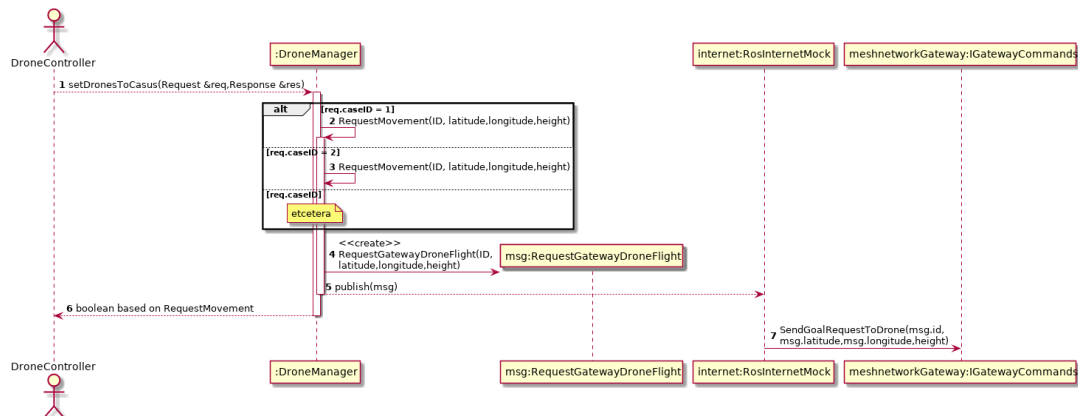 DroneController
:DroneManager
internet:RosInternetMock
meshnetworkGateway:IGatewayCommands
1 setDronesToCasus(Request &req,Response &res)
alt [req.caseID = 1]
2 RequestMovement(ID, latitude,longitude,height)
[req.caseID = 2]
3 RequestMovement(ID, latitude,longitude,height)
[req.caseID]
etcetera
<<create>>
4 RequestGatewayDroneFlight(ID,
latitude,longitude,height)
msg:RequestGatewayDroneFlight
5 publish(msg)
6 boolean based on RequestMovement
7 SendGoalRequestToDrone(msg.id,
msg.latitude,msg.longitude,height)
DroneController
:DroneManager
msg:RequestGatewayDroneFlight
internet:RosInternetMock
meshnetworkGateway:IGatewayCommands